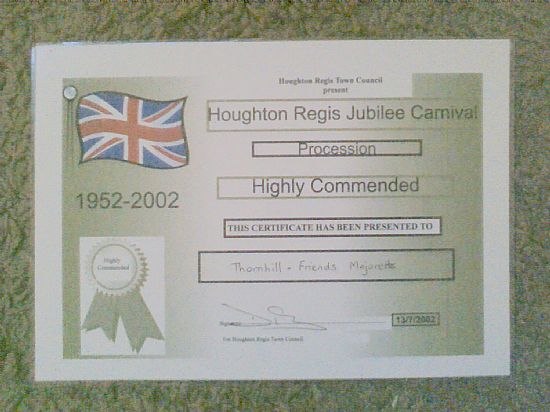 Houghton Regis Town Council
present
Houghton Regis Jubilee Carnival
Procession
1952-2002
Highly Commended
THIS CERTIFICATE HAS BEEN PRESENTED TO
Highly
Commended
Thornhill + Friends Majorette
13/7/2002
For Houghton Regis Town Council